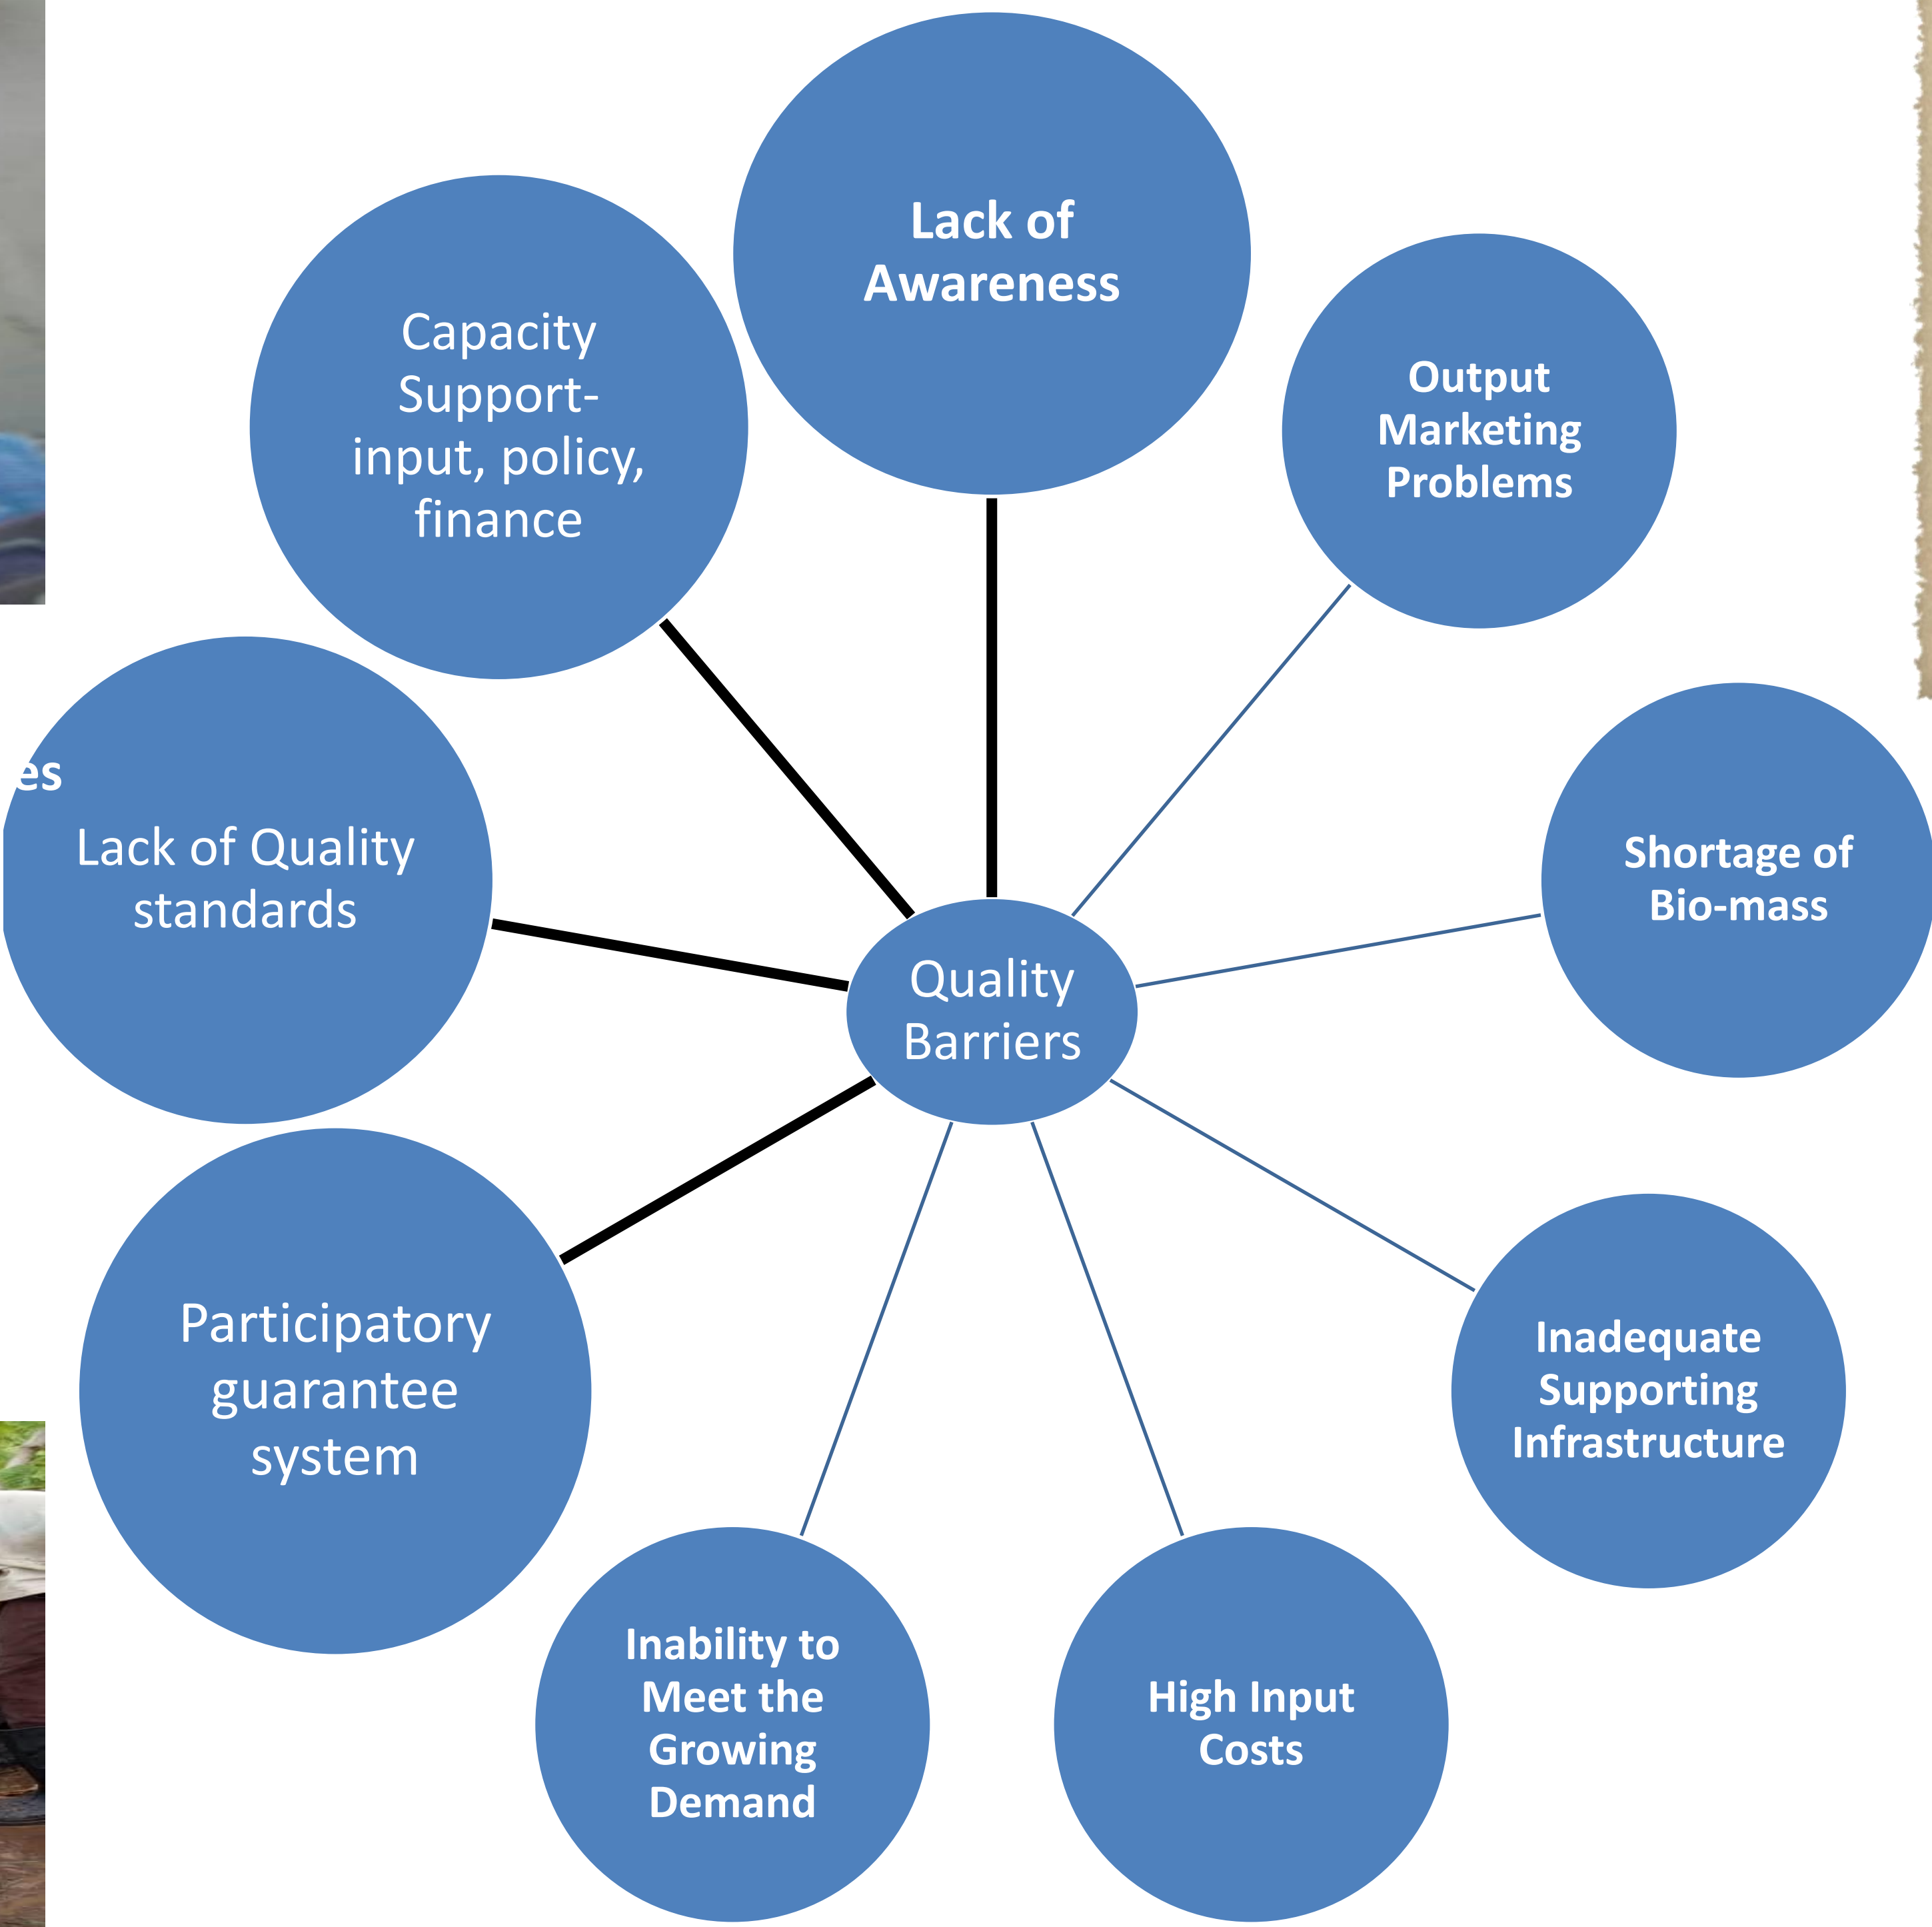 Lack of
Awareness
Output
Marketing
Problems
Shortage of
Bio-mass
Inadequate
Supporting
Infrastructure
High Input
Costs
Inability to
Meet the
Growing
Demand
Participatory
guarantee
system
es
Lack of Quality
standards
Capacity
Support-
input, policy,
finance
Quality
Barriers